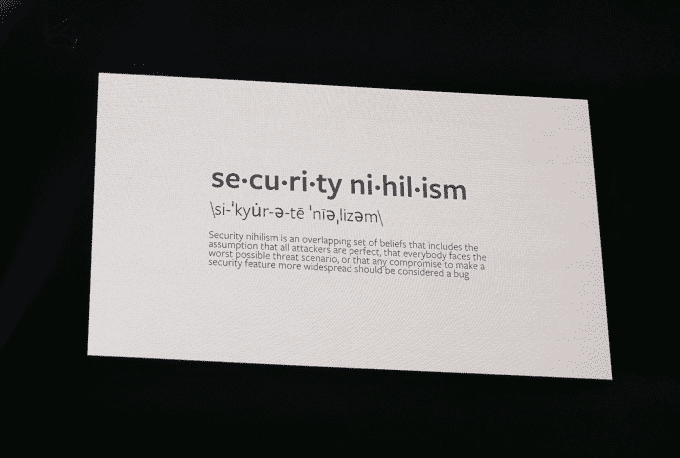 se·cu·ri·ty ni·hil·ism
\si-ˈkyu̇r-ə-tē ˈnīə͵lizəm\
Security nihilism is an overlapping set of beliefs that includes the
assumption that all attackers are perfect, that everybody faces the
worst possible threat scenario, or that any compromise to make a
security feature more widespread should be considered a bug